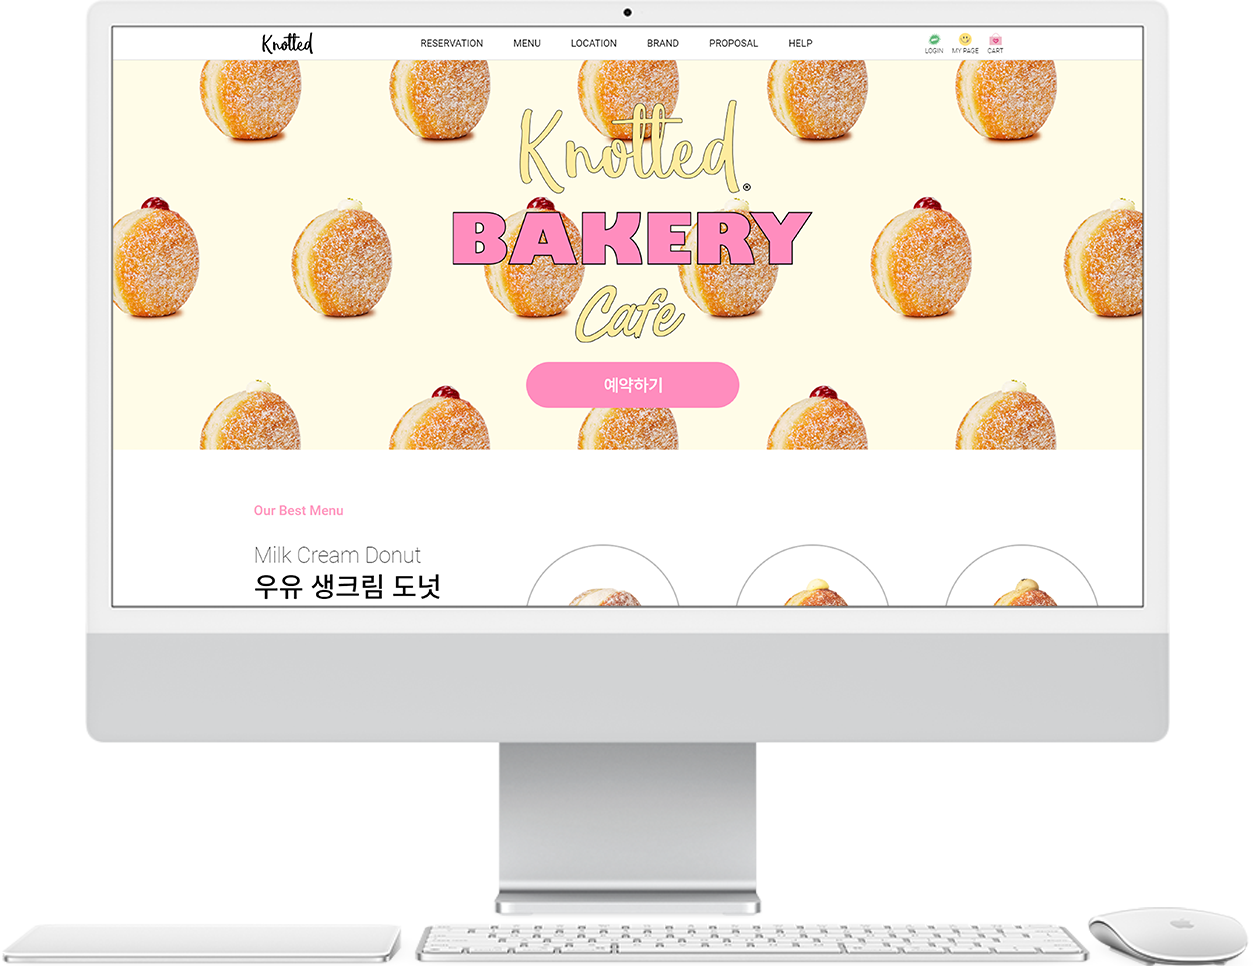 Knotted
RESERVATION MENU LOCATION BRAND PROPOSAL HELP
LOGIN MY PAGE CART
Knotted®
BAKERY
Cafe
예약하기
Our Best Menu
Milk Cream Donut
우유 생크림 도넛